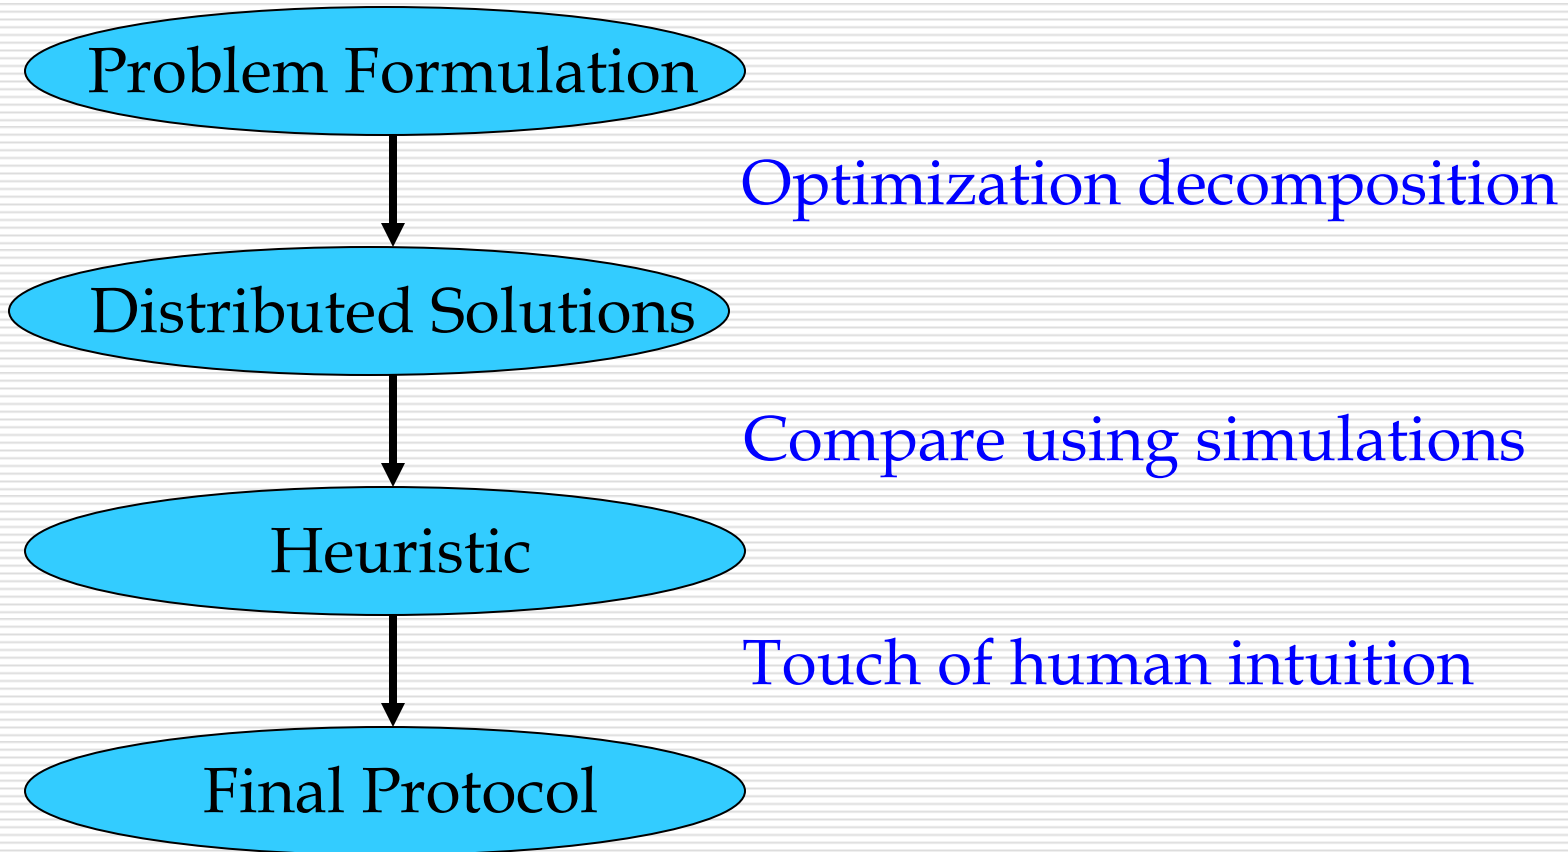 Problem Formulation
Optimization decomposition
Distributed Solutions
Compare using simulations
Heuristic
Touch of human intuition
Final Protocol